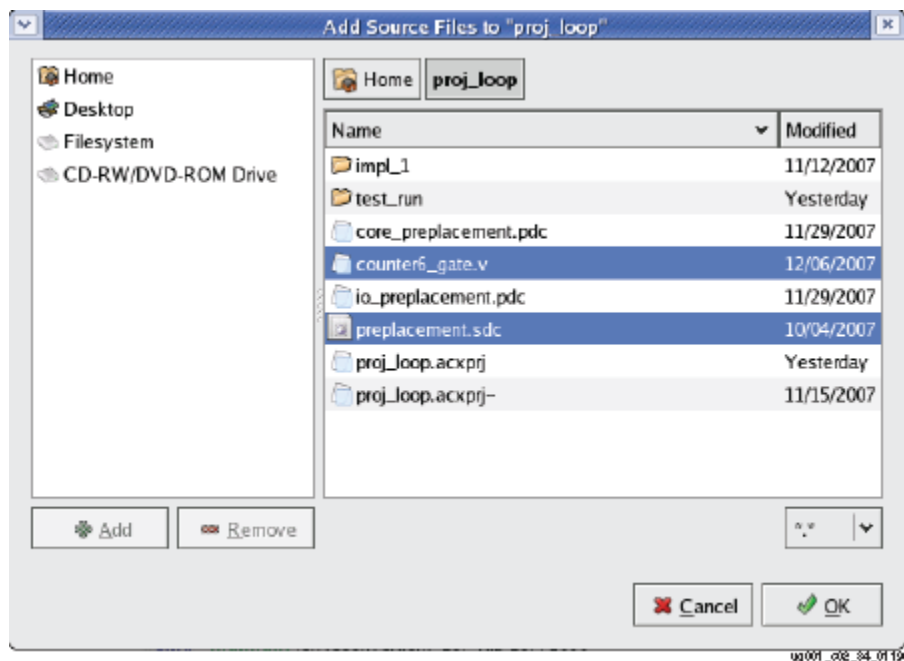 Add Source Files to "proj_loop"
Home
Desktop
Filesystem
CD-RW/DVD-ROM Drive
Home proj_loop
Name Modified
impl_1 11/12/2007
test_run Yesterday
core_preplacement.pdc 11/29/2007
counter6_gate.v 12/06/2007
io_preplacement.pdc 11/29/2007
preplacement.sdc 10/04/2007
proj_loop.acxprj Yesterday
proj_loop.acxprj~ 11/15/2007
Add Remove *.*
Cancel OK